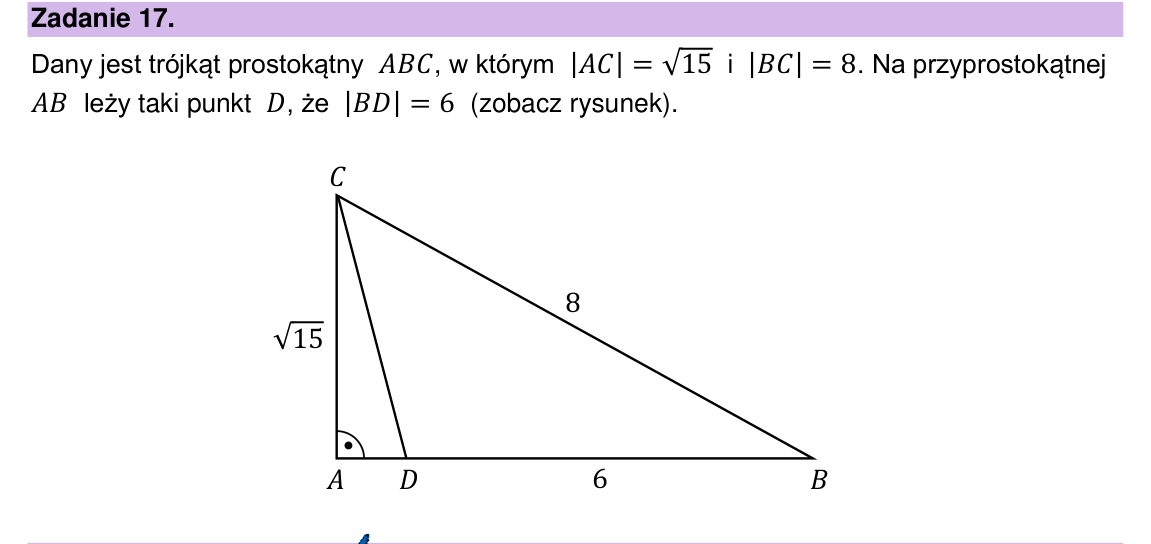 Zadanie 17.
Dany jest trójkąt prostokątny ABC, w którym |AC| = √15 i |BC| = 8. Na przyprostokątnej
AB leży taki punkt D, że |BD| = 6 (zobacz rysunek).
C
8
√15
A D 6 B